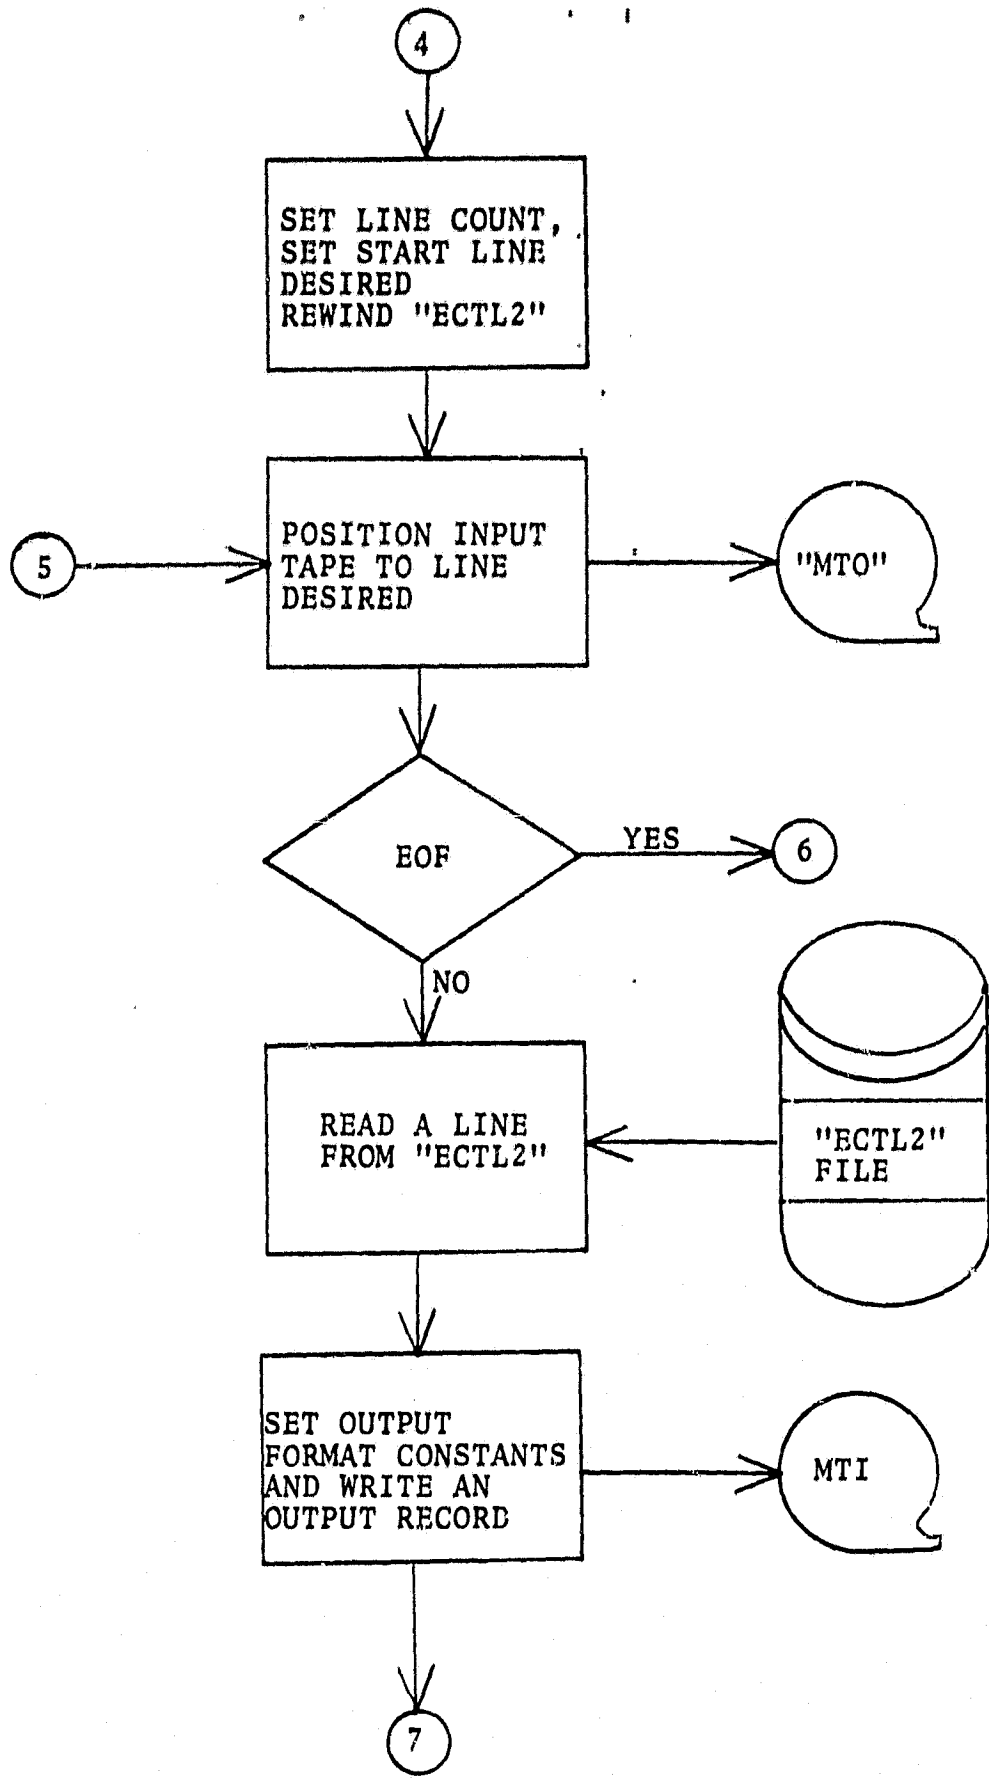 4
SET LINE COUNT,
SET START LINE
DESIRED
REWIND "ECTL2"
5
POSITION INPUT
TAPE TO LINE
DESIRED
"MTO"
EOF
YES
6
NO
READ A LINE
FROM "ECTL2"
"ECTL2"
FILE
SET OUTPUT
FORMAT CONSTANTS
AND WRITE AN
OUTPUT RECORD
MTI
7